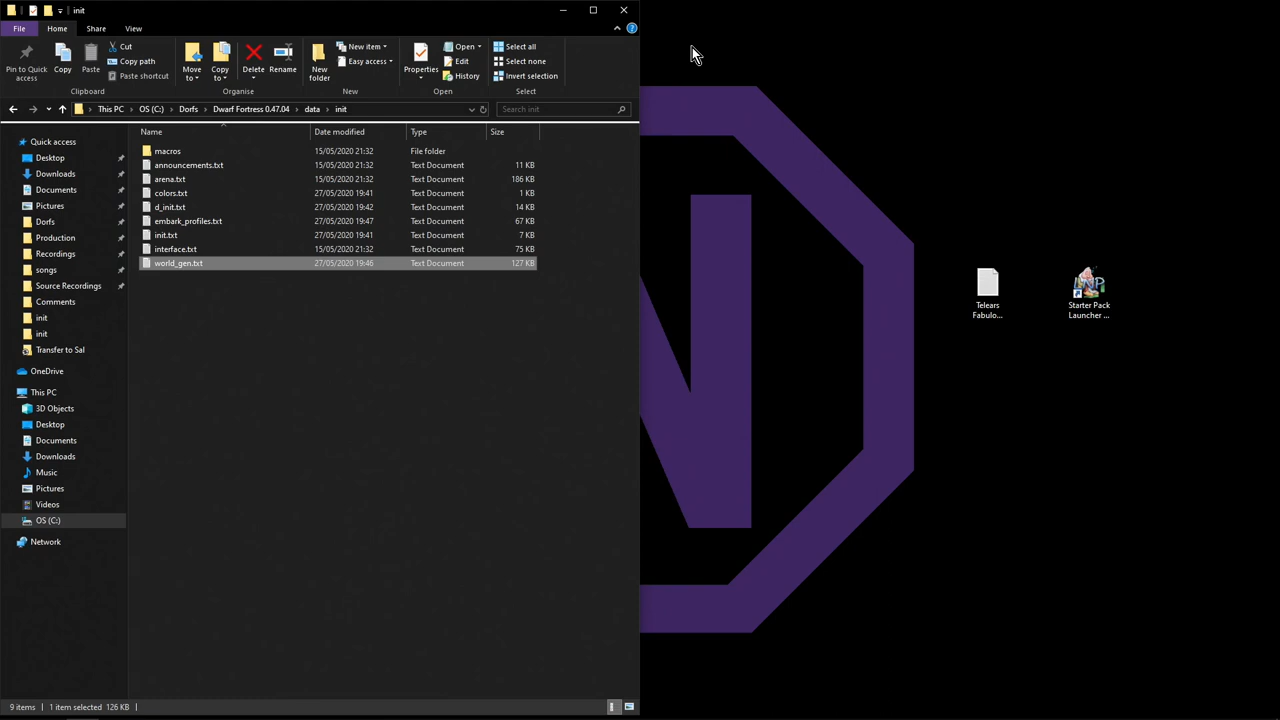 init
File
Home
Share
View
Pin to Quick
access
Copy
Paste
Cut
Copy path
Paste shortcut
Clipboard
Move
to
Copy
to
Delete
Rename
Organise
New
folder
New item
Easy access
New
Properties
Open
Edit
History
Open
Select all
Select none
Invert selection
Select
This PC > OS (C:) > Dorfs > Dwarf Fortress 0.47.04 > data > init
Search init
Name Date modified Type Size
macros 15/05/2020 21:32 File folder
announcements.txt 15/05/2020 21:32 Text Document 11 KB
arena.txt 15/05/2020 21:32 Text Document 186 KB
colors.txt 27/05/2020 19:41 Text Document 1 KB
d_init.txt 27/05/2020 19:42 Text Document 14 KB
embark_profiles.txt 27/05/2020 19:47 Text Document 67 KB
init.txt 27/05/2020 19:41 Text Document 7 KB
interface.txt 15/05/2020 21:32 Text Document 75 KB
world_gen.txt 27/05/2020 19:46 Text Document 127 KB
Quick access
Desktop
Downloads
Documents
Pictures
Dorfs
Production
Recordings
songs
Source Recordings
Comments
init
init
Transfer to Sal
OneDrive
This PC
3D Objects
Desktop
Documents
Downloads
Music
Pictures
Videos
OS (C:)
Network
9 items
1 item selected 126 KB
Telears
Fabulo...
LNP
Starter Pack
Launcher ...
N